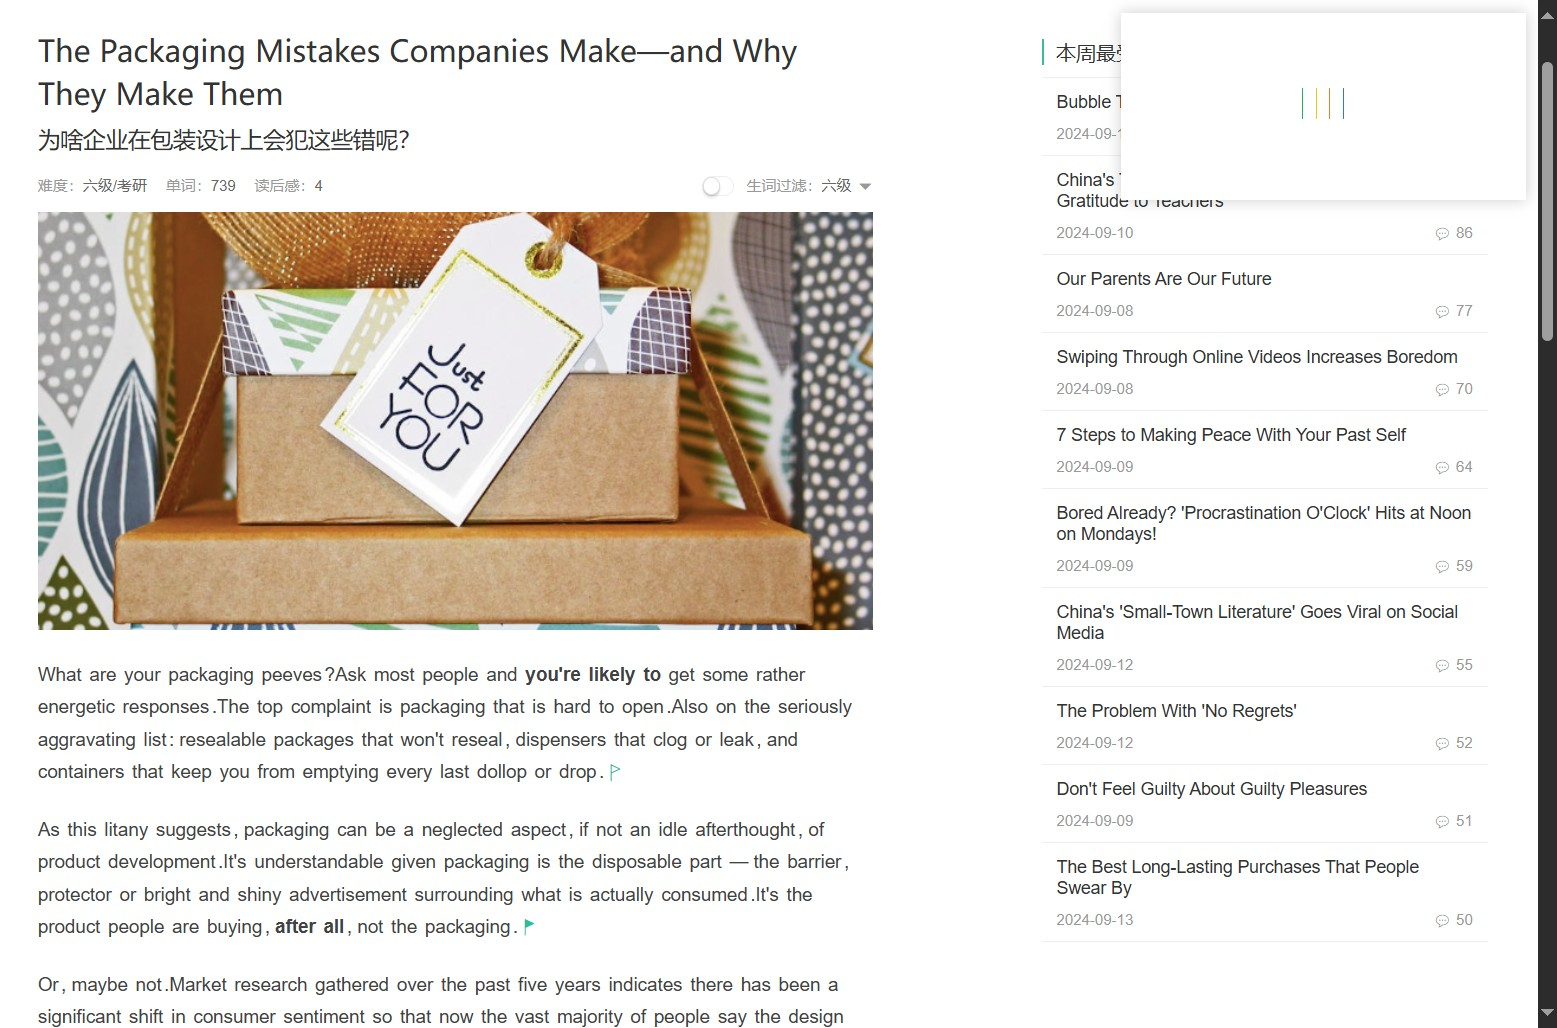 The Packaging Mistakes Companies Make—and Why
They Make Them
为啥企业在包装设计上会犯这些错呢?
难度: 六级/考研 单词: 739 读后感: 4
生词过滤: 六级
Just
FOR
YOU
What are your packaging peeves?Ask most people and you're likely to get some rather
energetic responses.The top complaint is packaging that is hard to open.Also on the seriously
aggravating list: resealable packages that won't reseal, dispensers that clog or leak, and
containers that keep you from emptying every last dollop or drop.
As this litany suggests, packaging can be a neglected aspect, if not an idle afterthought, of
product development.It's understandable given packaging is the disposable part — the barrier,
protector or bright and shiny advertisement surrounding what is actually consumed.It's the
product people are buying, after all, not the packaging.
Or, maybe not.Market research gathered over the past five years indicates there has been a
significant shift in consumer sentiment so that now the vast majority of people say the design
本周最
Bubble
2024-09-
China's
Gratitude to Teachers
2024-09-10 86
Our Parents Are Our Future
2024-09-08 77
Swiping Through Online Videos Increases Boredom
2024-09-08 70
7 Steps to Making Peace With Your Past Self
2024-09-09 64
Bored Already? 'Procrastination O'Clock' Hits at Noon
on Mondays!
2024-09-09 59
China's 'Small-Town Literature' Goes Viral on Social
Media
2024-09-12 55
The Problem With 'No Regrets'
2024-09-12 52
Don't Feel Guilty About Guilty Pleasures
2024-09-09 51
The Best Long-Lasting Purchases That People
Swear By
2024-09-13 50